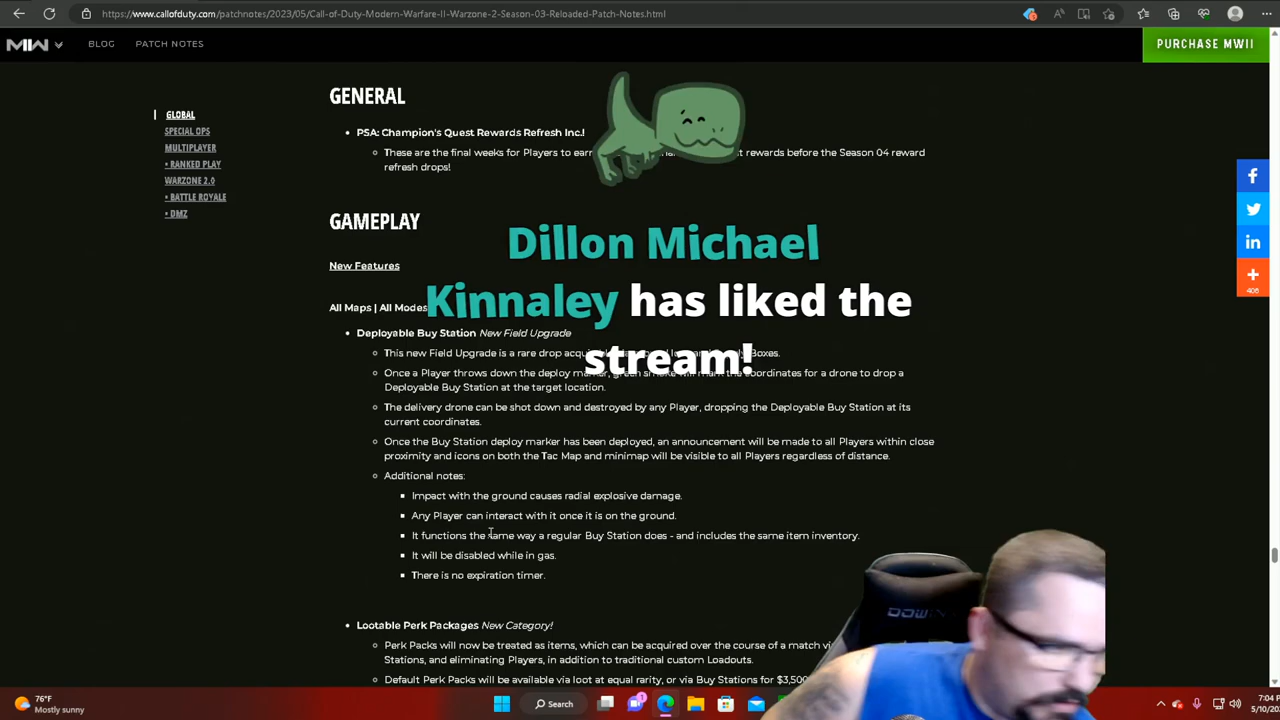 https://www.callofduty.com/patchnotes/2023/05/Call-of-Duty-Modern-Warfare-II-Warzone-2-Season-03-Reloaded-Patch-Notes.html
MW BLOG PATCH NOTES PURCHASE MWII
GLOBAL
SPECIAL OPS
MULTIPLAYER
• RANKED PLAY
WARZONE 2.0
• BATTLE ROYALE
• DMZ
GENERAL
PSA: Champion's Quest Rewards Refresh Inc.!
These are the final weeks for Players to earn rewards before the Season 04 reward
refresh drops!
GAMEPLAY
New Features
All Maps | All Modes
Dillon Michael
Kinnaley has liked the
stream!
Deployable Buy Station New Field Upgrade
This new Field Upgrade is a rare drop Boxes.
Once a Player throws down the deploy marker, green smoke will mark the coordinates for a drone to drop a
Deployable Buy Station at the target location.
The delivery drone can be shot down and destroyed by any Player, dropping the Deployable Buy Station at its
current coordinates.
Once the Buy Station deploy marker has been deployed, an announcement will be made to all Players within close
proximity and icons on both the Tac Map and minimap will be visible to all Players regardless of distance.
Additional notes:
Impact with the ground causes radial explosive damage.
Any Player can interact with it once it is on the ground.
It functions the same way a regular Buy Station does - and includes the same item inventory.
It will be disabled while in gas.
There is no expiration timer.
Lootable Perk Packages New Category!
Perk Packs will now be treated as items, which can be acquired over the course of a match
Stations, and eliminating Players, in addition to traditional custom Loadouts.
Default Perk Packs will be available via loot at equal rarity, or via Buy Stations for $3,500
406
76°F
Mostly sunny
Search
7:04
5/10/20